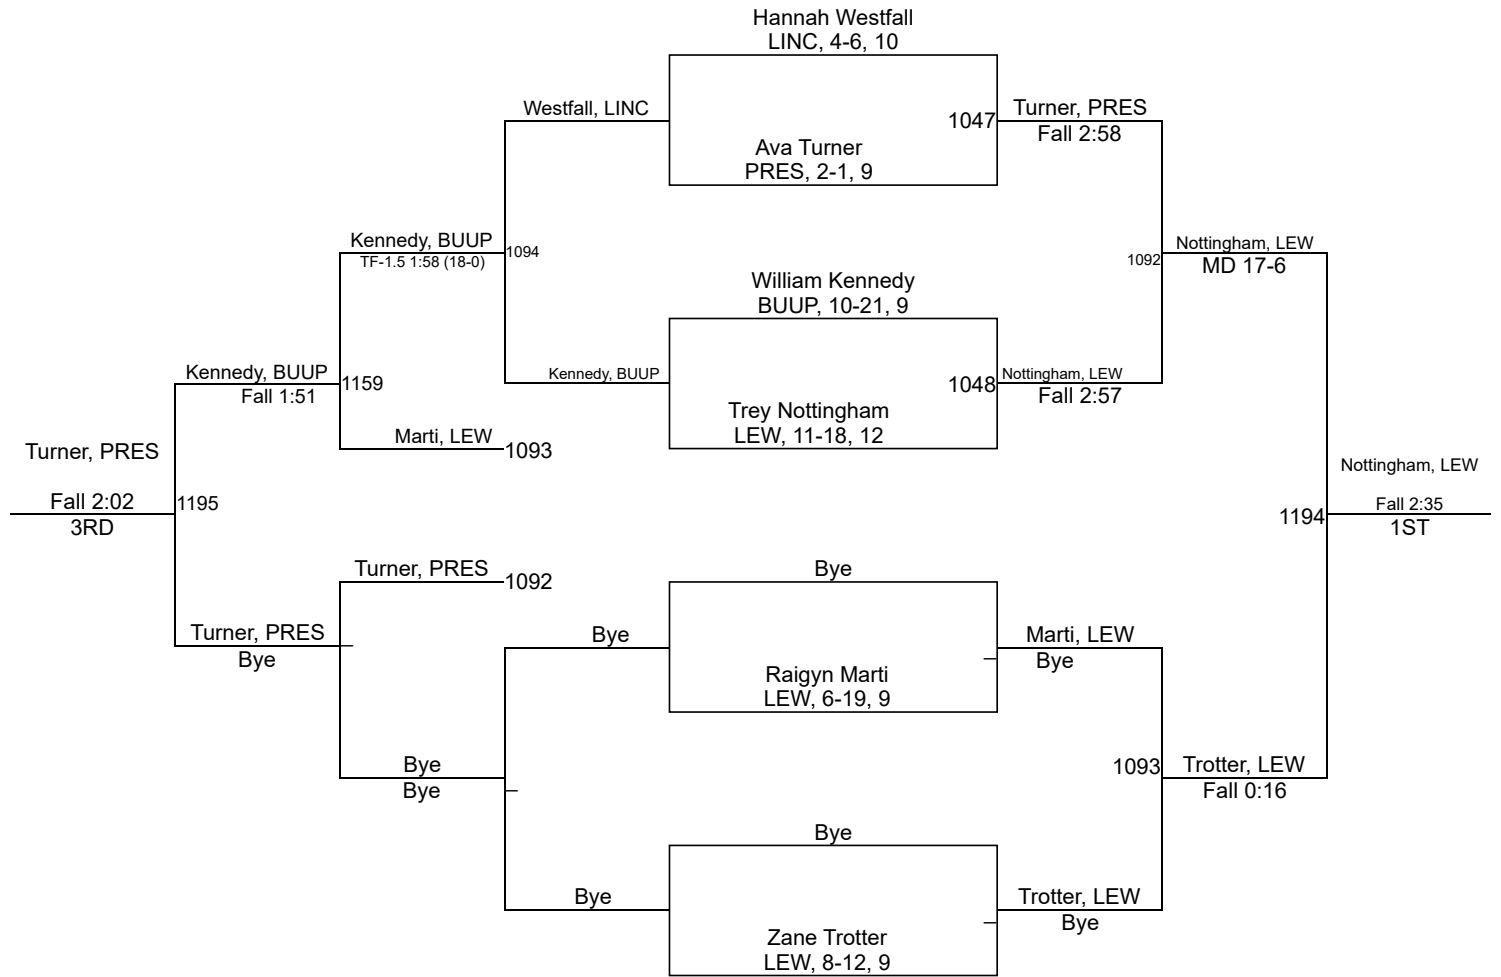 Hannah Westfall
LINC, 4-6, 10
Westfall, LINC
1047
Turner, PRES
Fall 2:58
Ava Turner
PRES, 2-1, 9
Kennedy, BUUP
TF-1.5 1:58 (18-0)
1094
1092
Nottingham, LEW
MD 17-6
William Kennedy
BUUP, 10-21, 9
Kennedy, BUUP
Fall 1:51
1159
Kennedy, BUUP
1048
Nottingham, LEW
Fall 2:57
Trey Nottingham
LEW, 11-18, 12
Marti, LEW
1093
Turner, PRES
Fall 2:02
3RD
1195
1194
Nottingham, LEW
Fall 2:35
1ST
Turner, PRES
1092
Bye
Turner, PRES
Bye
Bye
Marti, LEW
Bye
Raigyn Marti
LEW, 6-19, 9
Bye
Bye
1093
Trotter, LEW
Fall 0:16
Bye
Bye
Trotter, LEW
Bye
Zane Trotter
LEW, 8-12, 9